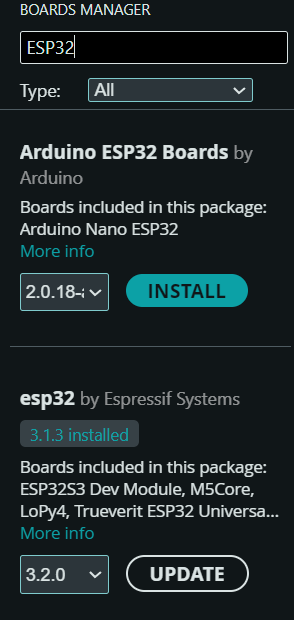 BOARDS MANAGER
ESP32
Type: All
Arduino ESP32 Boards by
Arduino
Boards included in this package:
Arduino Nano ESP32
More info
2.0.18-a INSTALL
esp32 by Espressif Systems
3.1.3 installed
Boards included in this package:
ESP32S3 Dev Module, M5Core,
LoPy4, Trueverit ESP32 Universa...
More info
3.2.0 UPDATE